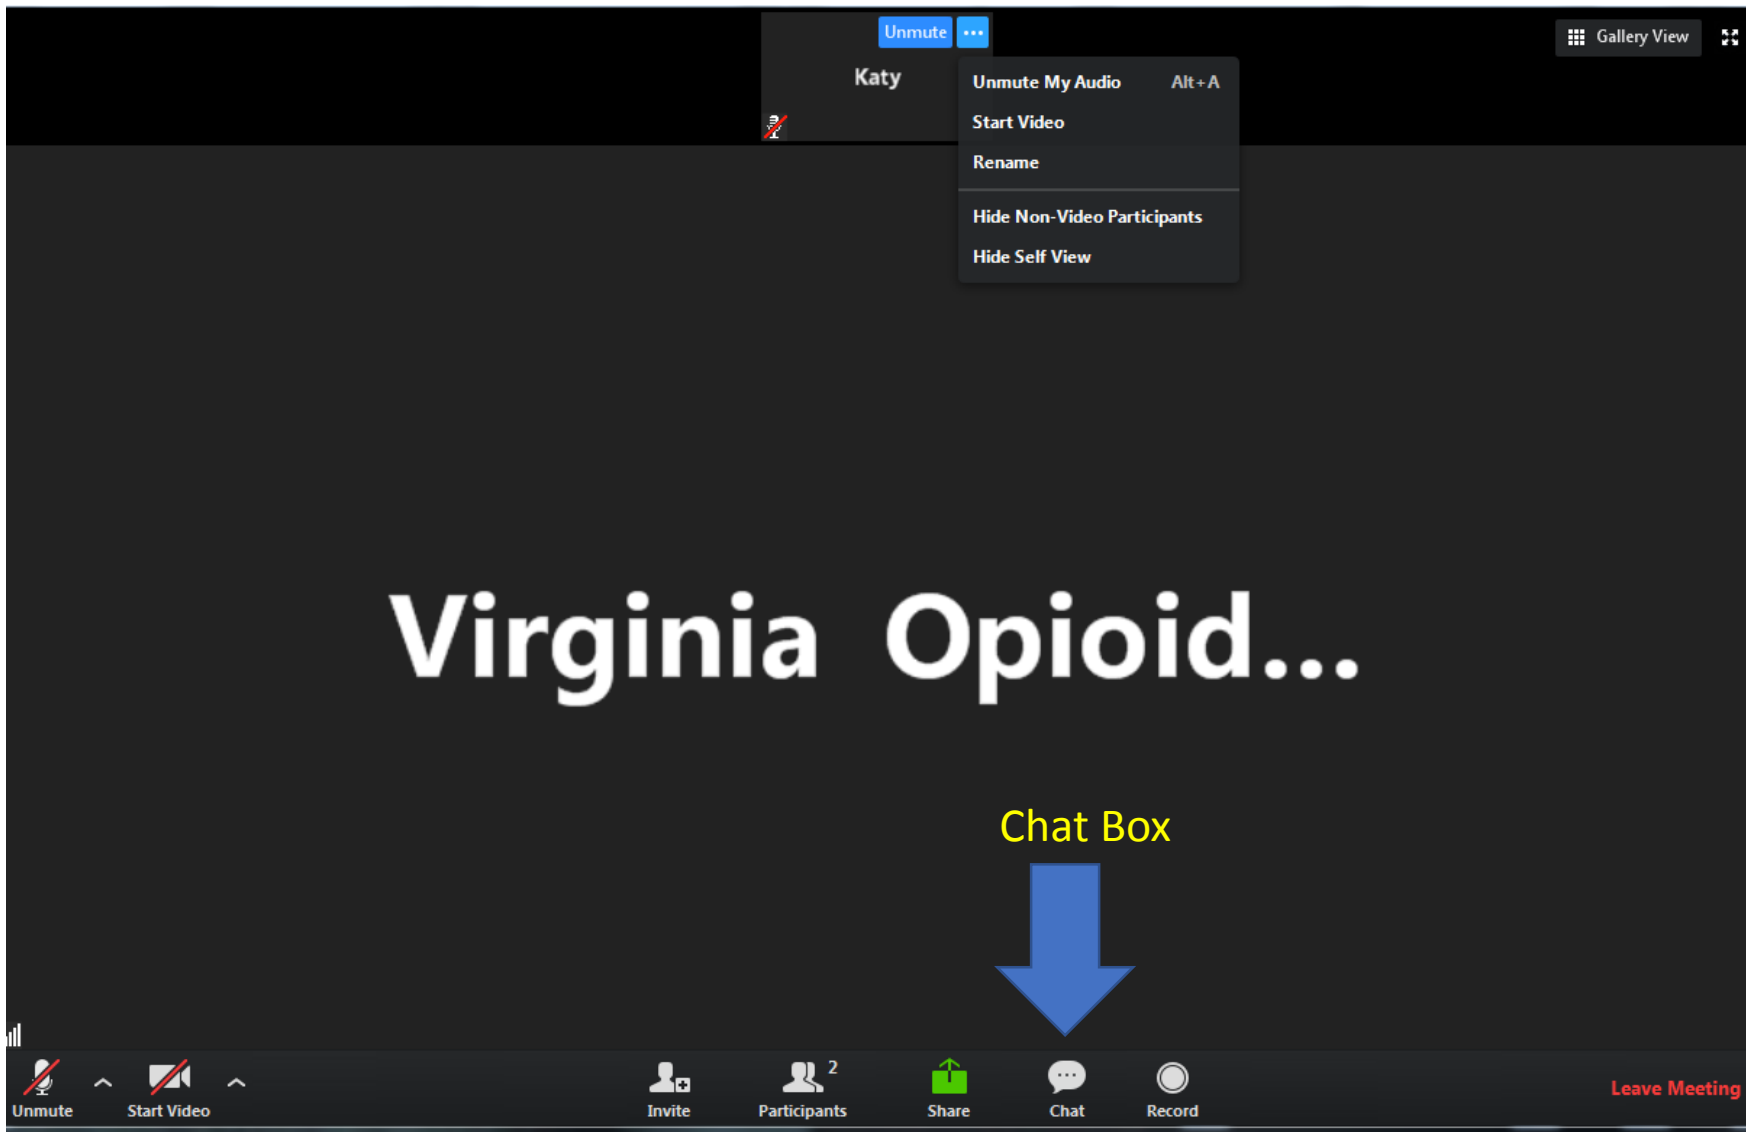 Unmute ...
Gallery View
Katy
Unmute My Audio Alt+A
Start Video
Rename
Hide Non-Video Participants
Hide Self View
Virginia Opioid...
Chat Box
2
Unmute
Start Video
Invite
Participants
Share
Chat
Record
Leave Meeting